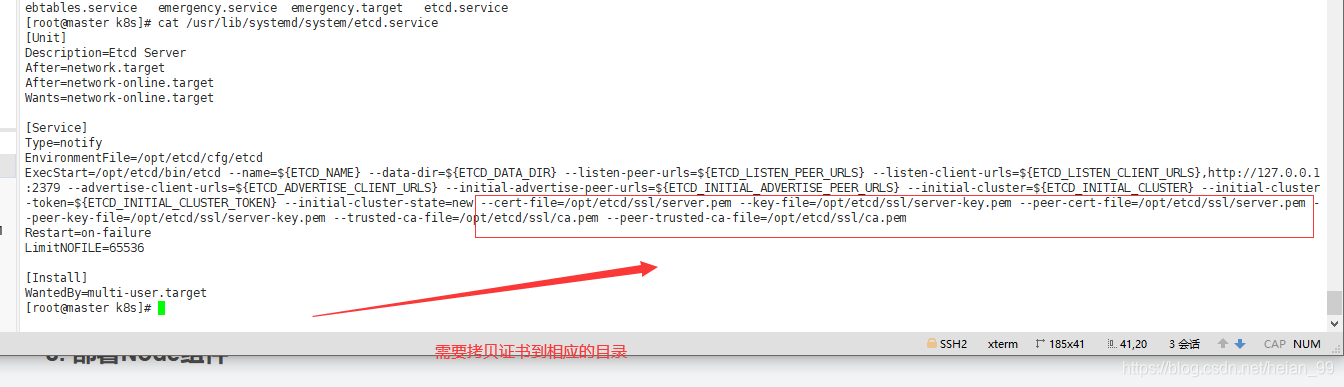 ebtables.service   emergency.service  emergency.target   etcd.service
[root@master k8s]# cat /usr/lib/systemd/system/etcd.service
[Unit]
Description=Etcd Server
After=network.target
After=network-online.target
Wants=network-online.target
[Service]
Type=notify
EnvironmentFile=/opt/etcd/cfg/etcd
ExecStart=/opt/etcd/bin/etcd --name=${ETCD_NAME} --data-dir=${ETCD_DATA_DIR} --listen-peer-urls=${ETCD_LISTEN_PEER_URLS} --listen-client-urls=${ETCD_LISTEN_CLIENT_URLS},http://127.0.0.1
:2379 --advertise-client-urls=${ETCD_ADVERTISE_CLIENT_URLS} --initial-advertise-peer-urls=${ETCD_INITIAL_ADVERTISE_PEER_URLS} --initial-cluster=${ETCD_INITIAL_CLUSTER} --initial-cluster
-token=${ETCD_INITIAL_CLUSTER_TOKEN} --initial-cluster-state=new --cert-file=/opt/etcd/ssl/server.pem --key-file=/opt/etcd/ssl/server-key.pem --peer-cert-file=/opt/etcd/ssl/server.pem -
-peer-key-file=/opt/etcd/ssl/server-key.pem --trusted-ca-file=/opt/etcd/ssl/ca.pem --peer-trusted-ca-file=/opt/etcd/ssl/ca.pem
Restart=on-failure
LimitNOFILE=65536
[Install]
WantedBy=multi-user.target
[root@master k8s]#
SSH2 xterm 185x41 41,20 3 会话 CAP NUM
需要拷贝证书到相应的目录
部署Node组件
https://blog.csdn.net/heian_99